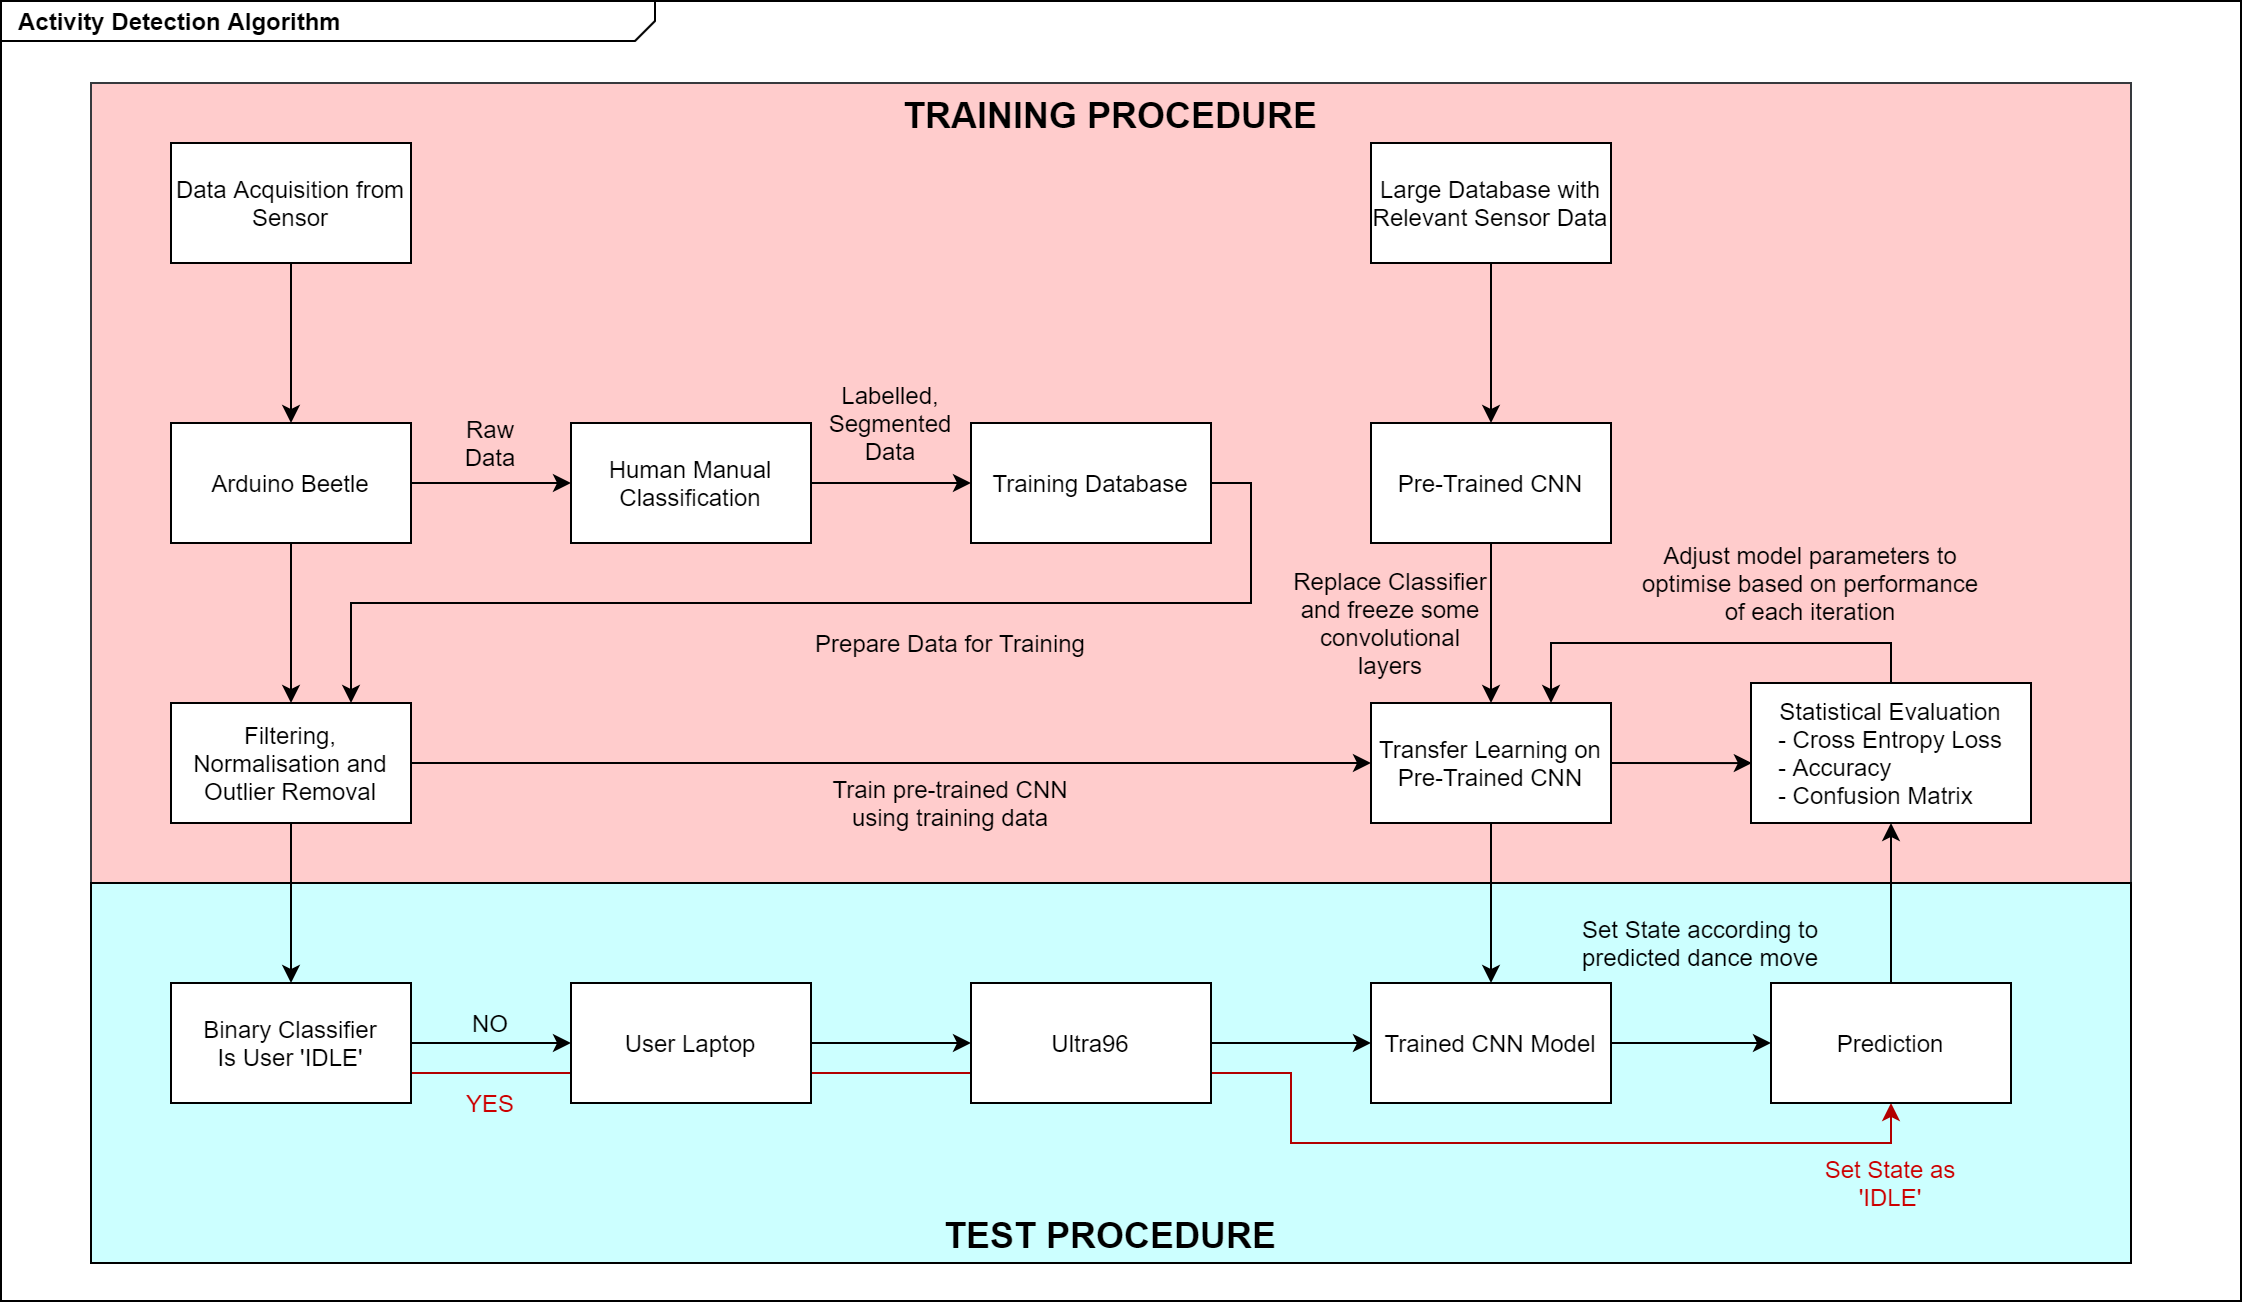 Activity Detection Algorithm
TRAINING PROCEDURE
Data Acquisition from
Sensor
Large Database with
Relevant Sensor Data
Arduino Beetle
Raw
Data
Human Manual
Classification
Labelled,
Segmented
Data
Training Database
Pre-Trained CNN
Replace Classifier
and freeze some
convolutional
layers
Adjust model parameters to
optimise based on performance
of each iteration
Prepare Data for Training
Filtering,
Normalisation and
Outlier Removal
Train pre-trained CNN
using training data
Transfer Learning on
Pre-Trained CNN
Statistical Evaluation
- Cross Entropy Loss
- Accuracy
- Confusion Matrix
Set State according to
predicted dance move
Binary Classifier
Is User 'IDLE'
NO
YES
User Laptop
Ultra96
Trained CNN Model
Prediction
Set State as
'IDLE'
TEST PROCEDURE